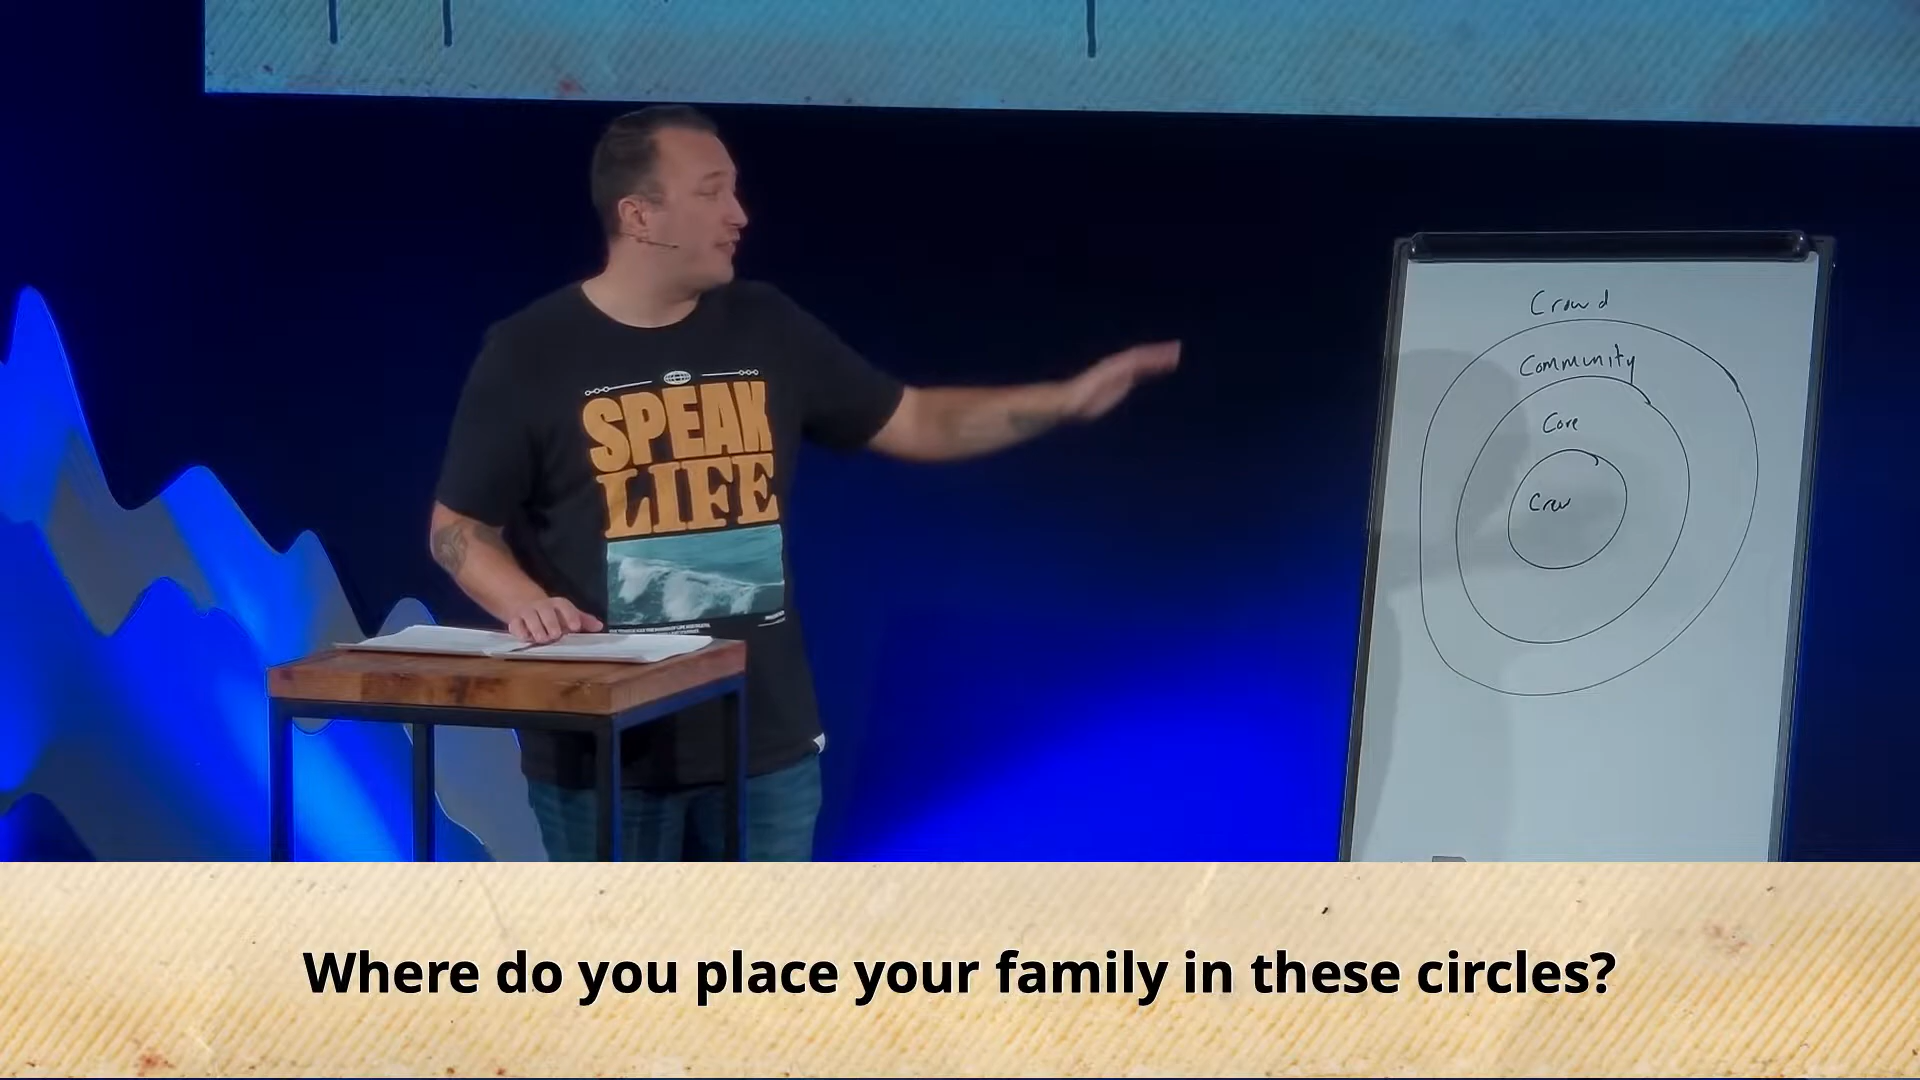 Crowd
Community
Core
Crew
SPEAK
LIFE
Where do you place your family in these circles?